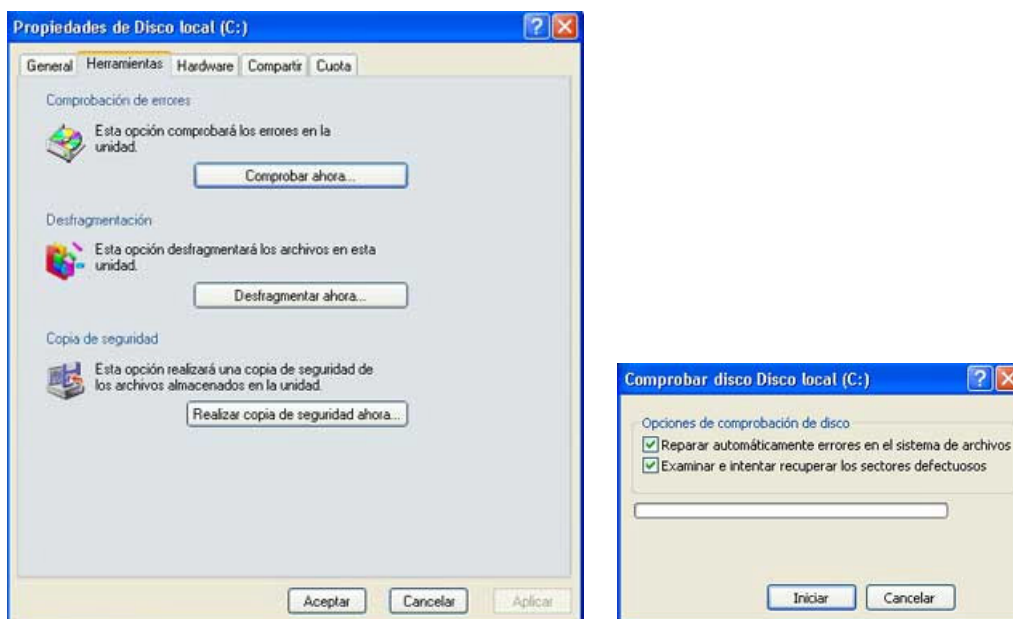 Propiedades de Disco local (C:)
General Herramientas Hardware Compartir Cuota
Comprobación de errores
Esta opción comprobará los errores en la
unidad.
Comprobar ahora...
Desfragmentación
Esta opción desfragmentará los archivos en esta
unidad.
Desfragmentar ahora...
Copia de seguridad
Esta opción realizará una copia de seguridad de
los archivos almacenados en la unidad.
Realizar copia de seguridad ahora...
Aceptar Cancelar Aplicar
Comprobar disco Disco local (C:)
Opciones de comprobación de disco
Reparar automáticamente errores en el sistema de archivos
Examinar e intentar recuperar los sectores defectuosos
Iniciar Cancelar